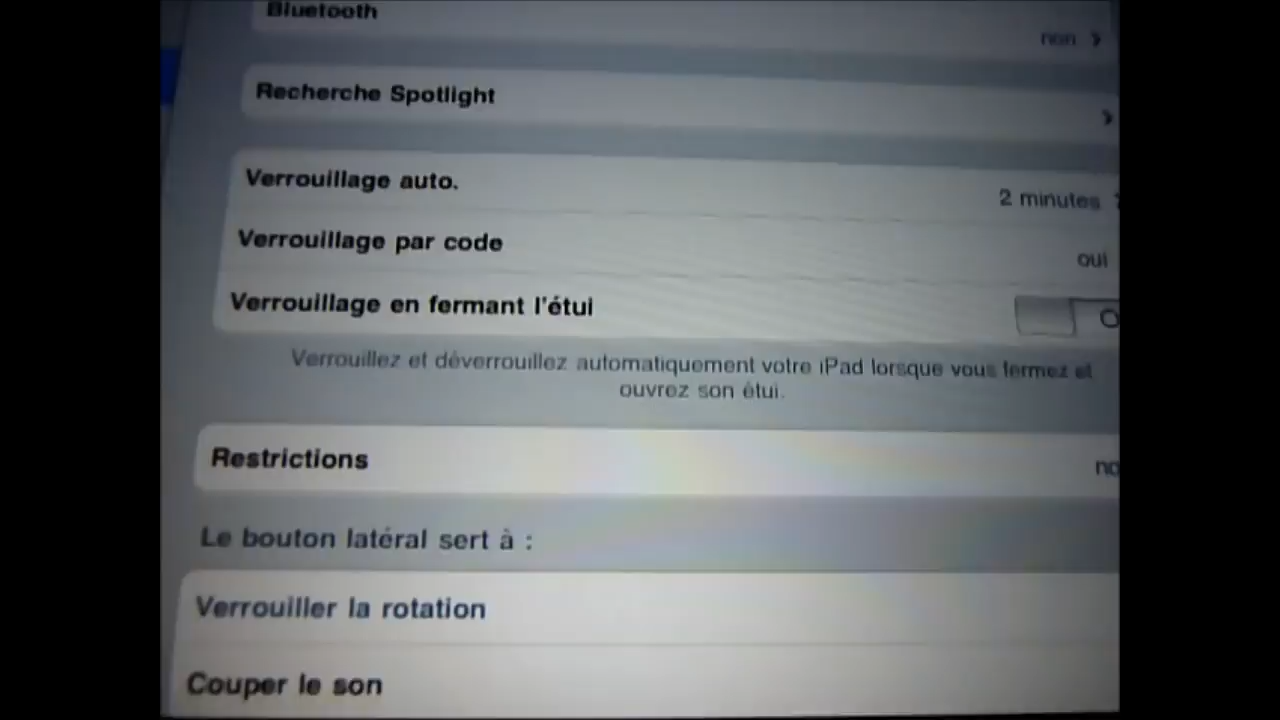 Bluetooth
non
Recherche Spotlight
Verrouillage auto.
2 minutes
Verrouillage par code
oui
Verrouillage en fermant l'étui
Verrouillez et déverrouillez automatiquement votre iPad lorsque vous fermez et
ouvrez son étui.
Restrictions
Le bouton latéral sert à :
Verrouiller la rotation
Couper le son